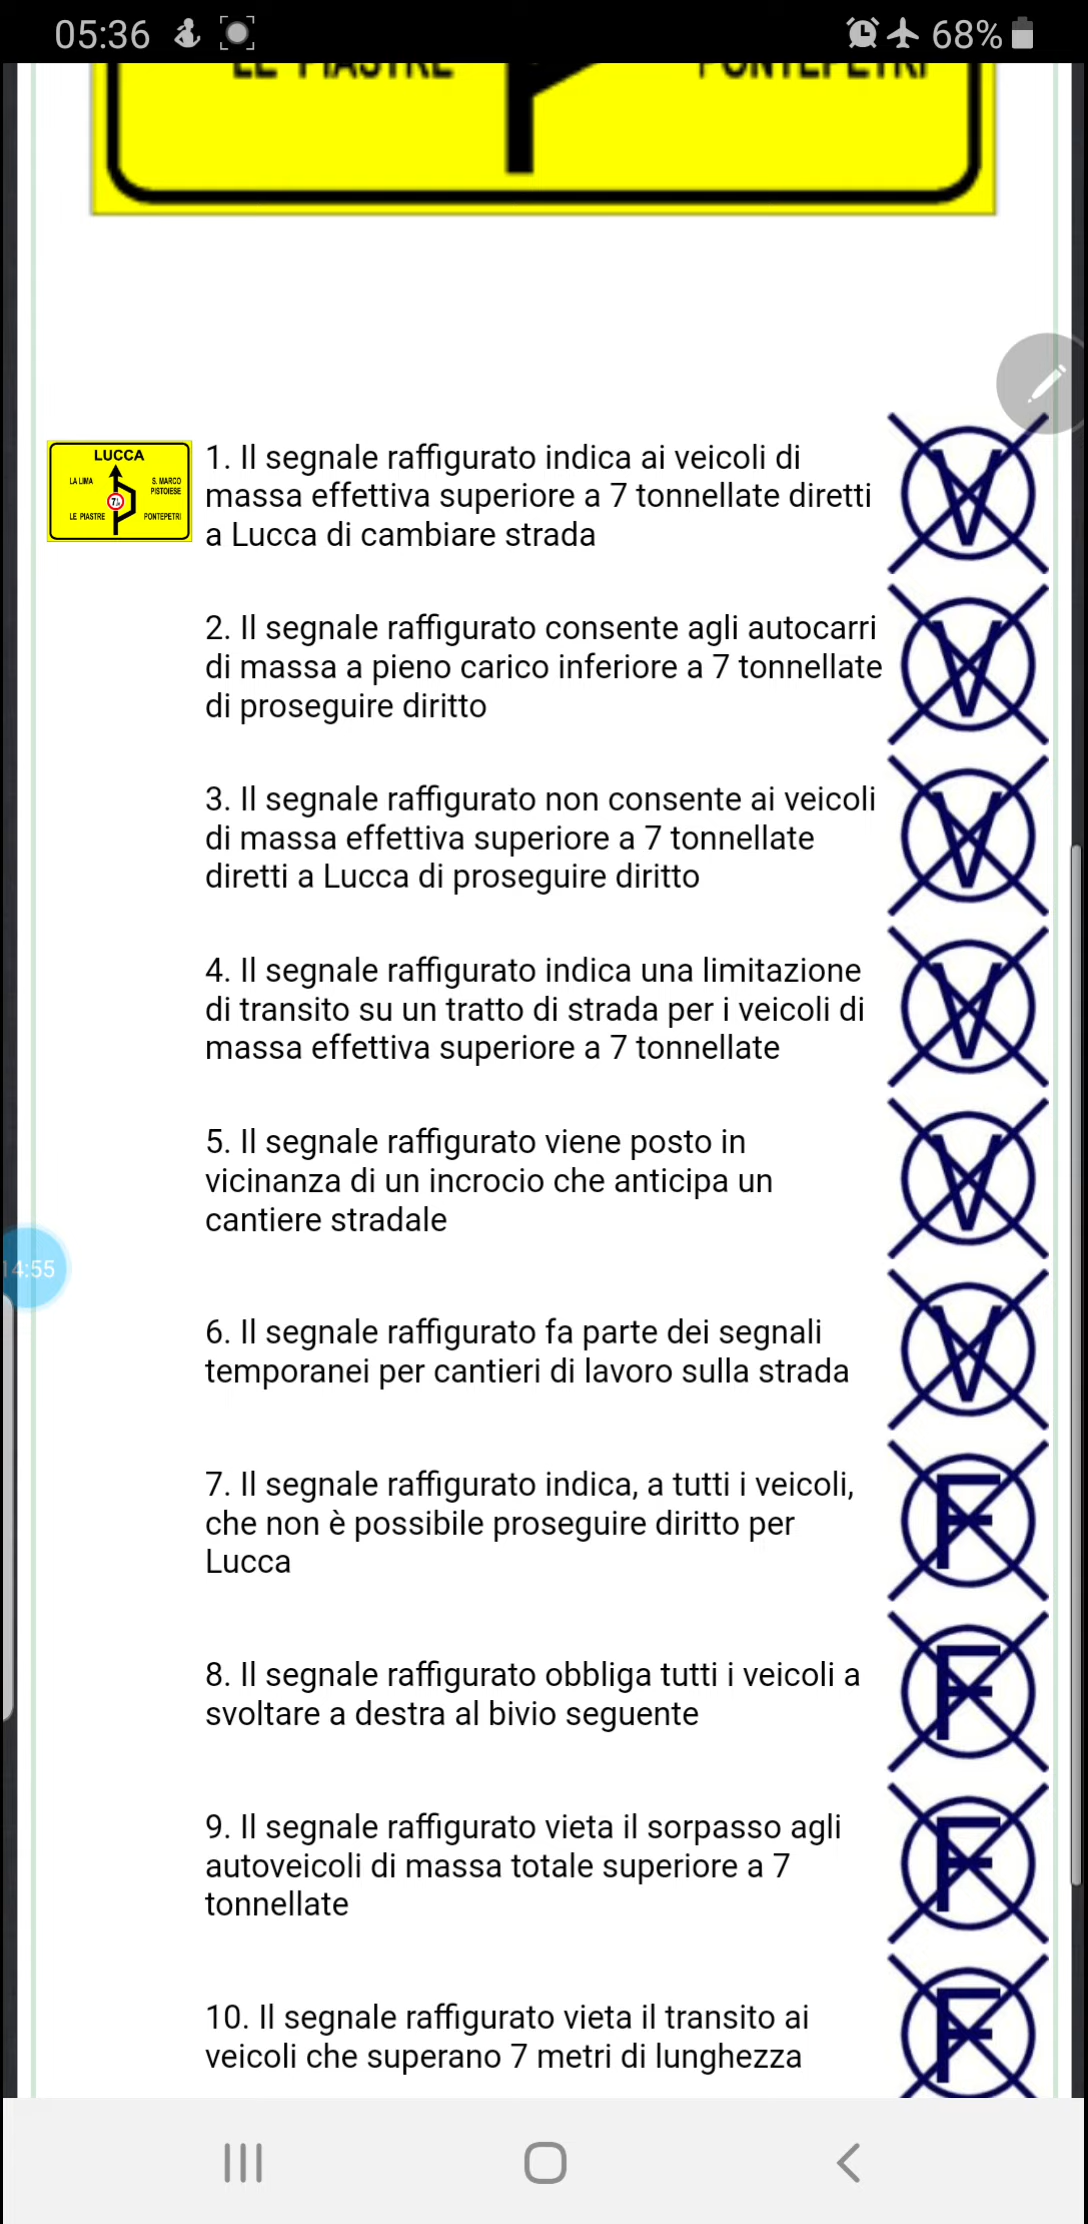 05:36
68%
LE PIASTRE
PONTEPETRI
LUCCA
LA LIMA
S. MARCO
PISTOIESE
7t
LE PIASTRE
PONTEPETRI
1. Il segnale raffigurato indica ai veicoli di
massa effettiva superiore a 7 tonnellate diretti
a Lucca di cambiare strada
V
2. Il segnale raffigurato consente agli autocarri
di massa a pieno carico inferiore a 7 tonnellate
di proseguire diritto
V
3. Il segnale raffigurato non consente ai veicoli
di massa effettiva superiore a 7 tonnellate
diretti a Lucca di proseguire diritto
V
4. Il segnale raffigurato indica una limitazione
di transito su un tratto di strada per i veicoli di
massa effettiva superiore a 7 tonnellate
V
5. Il segnale raffigurato viene posto in
vicinanza di un incrocio che anticipa un
cantiere stradale
V
14:55
6. Il segnale raffigurato fa parte dei segnali
temporanei per cantieri di lavoro sulla strada
V
7. Il segnale raffigurato indica, a tutti i veicoli,
che non è possibile proseguire diritto per
Lucca
F
8. Il segnale raffigurato obbliga tutti i veicoli a
svoltare a destra al bivio seguente
F
9. Il segnale raffigurato vieta il sorpasso agli
autoveicoli di massa totale superiore a 7
tonnellate
F
10. Il segnale raffigurato vieta il transito ai
veicoli che superano 7 metri di lunghezza
F